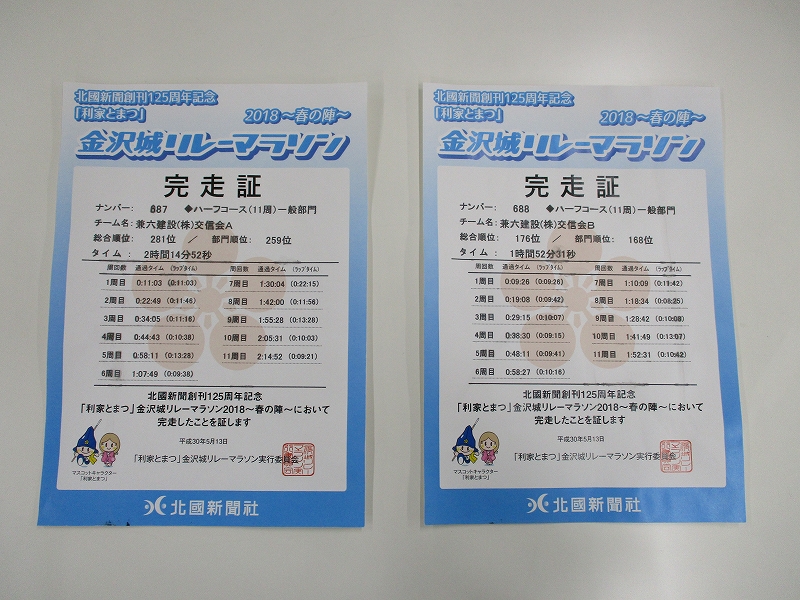 北國新聞創刊125周年記念
「利家とまつ」
2018～春の陣～
金沢城リレーマラソン
完走証
ナンバー： 687 ◆ハーフコース(11周)一般部門
チーム名：兼六建設(株)交信会A
総合順位： 281位 ／ 部門順位： 259位
タイム ： 2時間14分52秒
周回数 通過タイム (ラップタイム) 周回数 通過タイム (ラップタイム)
1周目 0:11:03 (0:11:03) 7周目 1:30:04 (0:22:15)
2周目 0:22:49 (0:11:46) 8周目 1:42:00 (0:11:56)
3周目 0:34:05 (0:11:16) 9周目 1:55:28 (0:13:28)
4周目 0:44:43 (0:10:38) 10周目 2:05:31 (0:10:03)
5周目 0:58:11 (0:13:28) 11周目 2:14:52 (0:09:21)
6周目 1:07:49 (0:09:38)
北國新聞創刊125周年記念
「利家とまつ」金沢城リレーマラソン2018～春の陣～において
完走したことを証します
平成30年5月13日
「利家とまつ」金沢城リレーマラソン実行委員会
マスコットキャラクター
「利家とまつ」
北國新聞社
北國新聞創刊125周年記念
「利家とまつ」
2018～春の陣～
金沢城リレーマラソン
完走証
ナンバー： 688 ◆ハーフコース(11周)一般部門
チーム名：兼六建設(株)交信会B
総合順位： 176位 ／ 部門順位： 168位
タイム ： 1時間52分31秒
周回数 通過タイム (ラップタイム) 周回数 通過タイム (ラップタイム)
1周目 0:09:26 (0:09:26) 7周目 1:10:09 (0:11:42)
2周目 0:19:08 (0:09:42) 8周目 1:18:34 (0:08:25)
3周目 0:29:15 (0:10:07) 9周目 1:28:42 (0:10:08)
4周目 0:38:30 (0:09:15) 10周目 1:41:49 (0:13:07)
5周目 0:48:11 (0:09:41) 11周目 1:52:31 (0:10:42)
6周目 0:58:27 (0:10:16)
北國新聞創刊125周年記念
「利家とまつ」金沢城リレーマラソン2018～春の陣～において
完走したことを証します
平成30年5月13日
「利家とまつ」金沢城リレーマラソン実行委員会
マスコットキャラクター
「利家とまつ」
北國新聞社